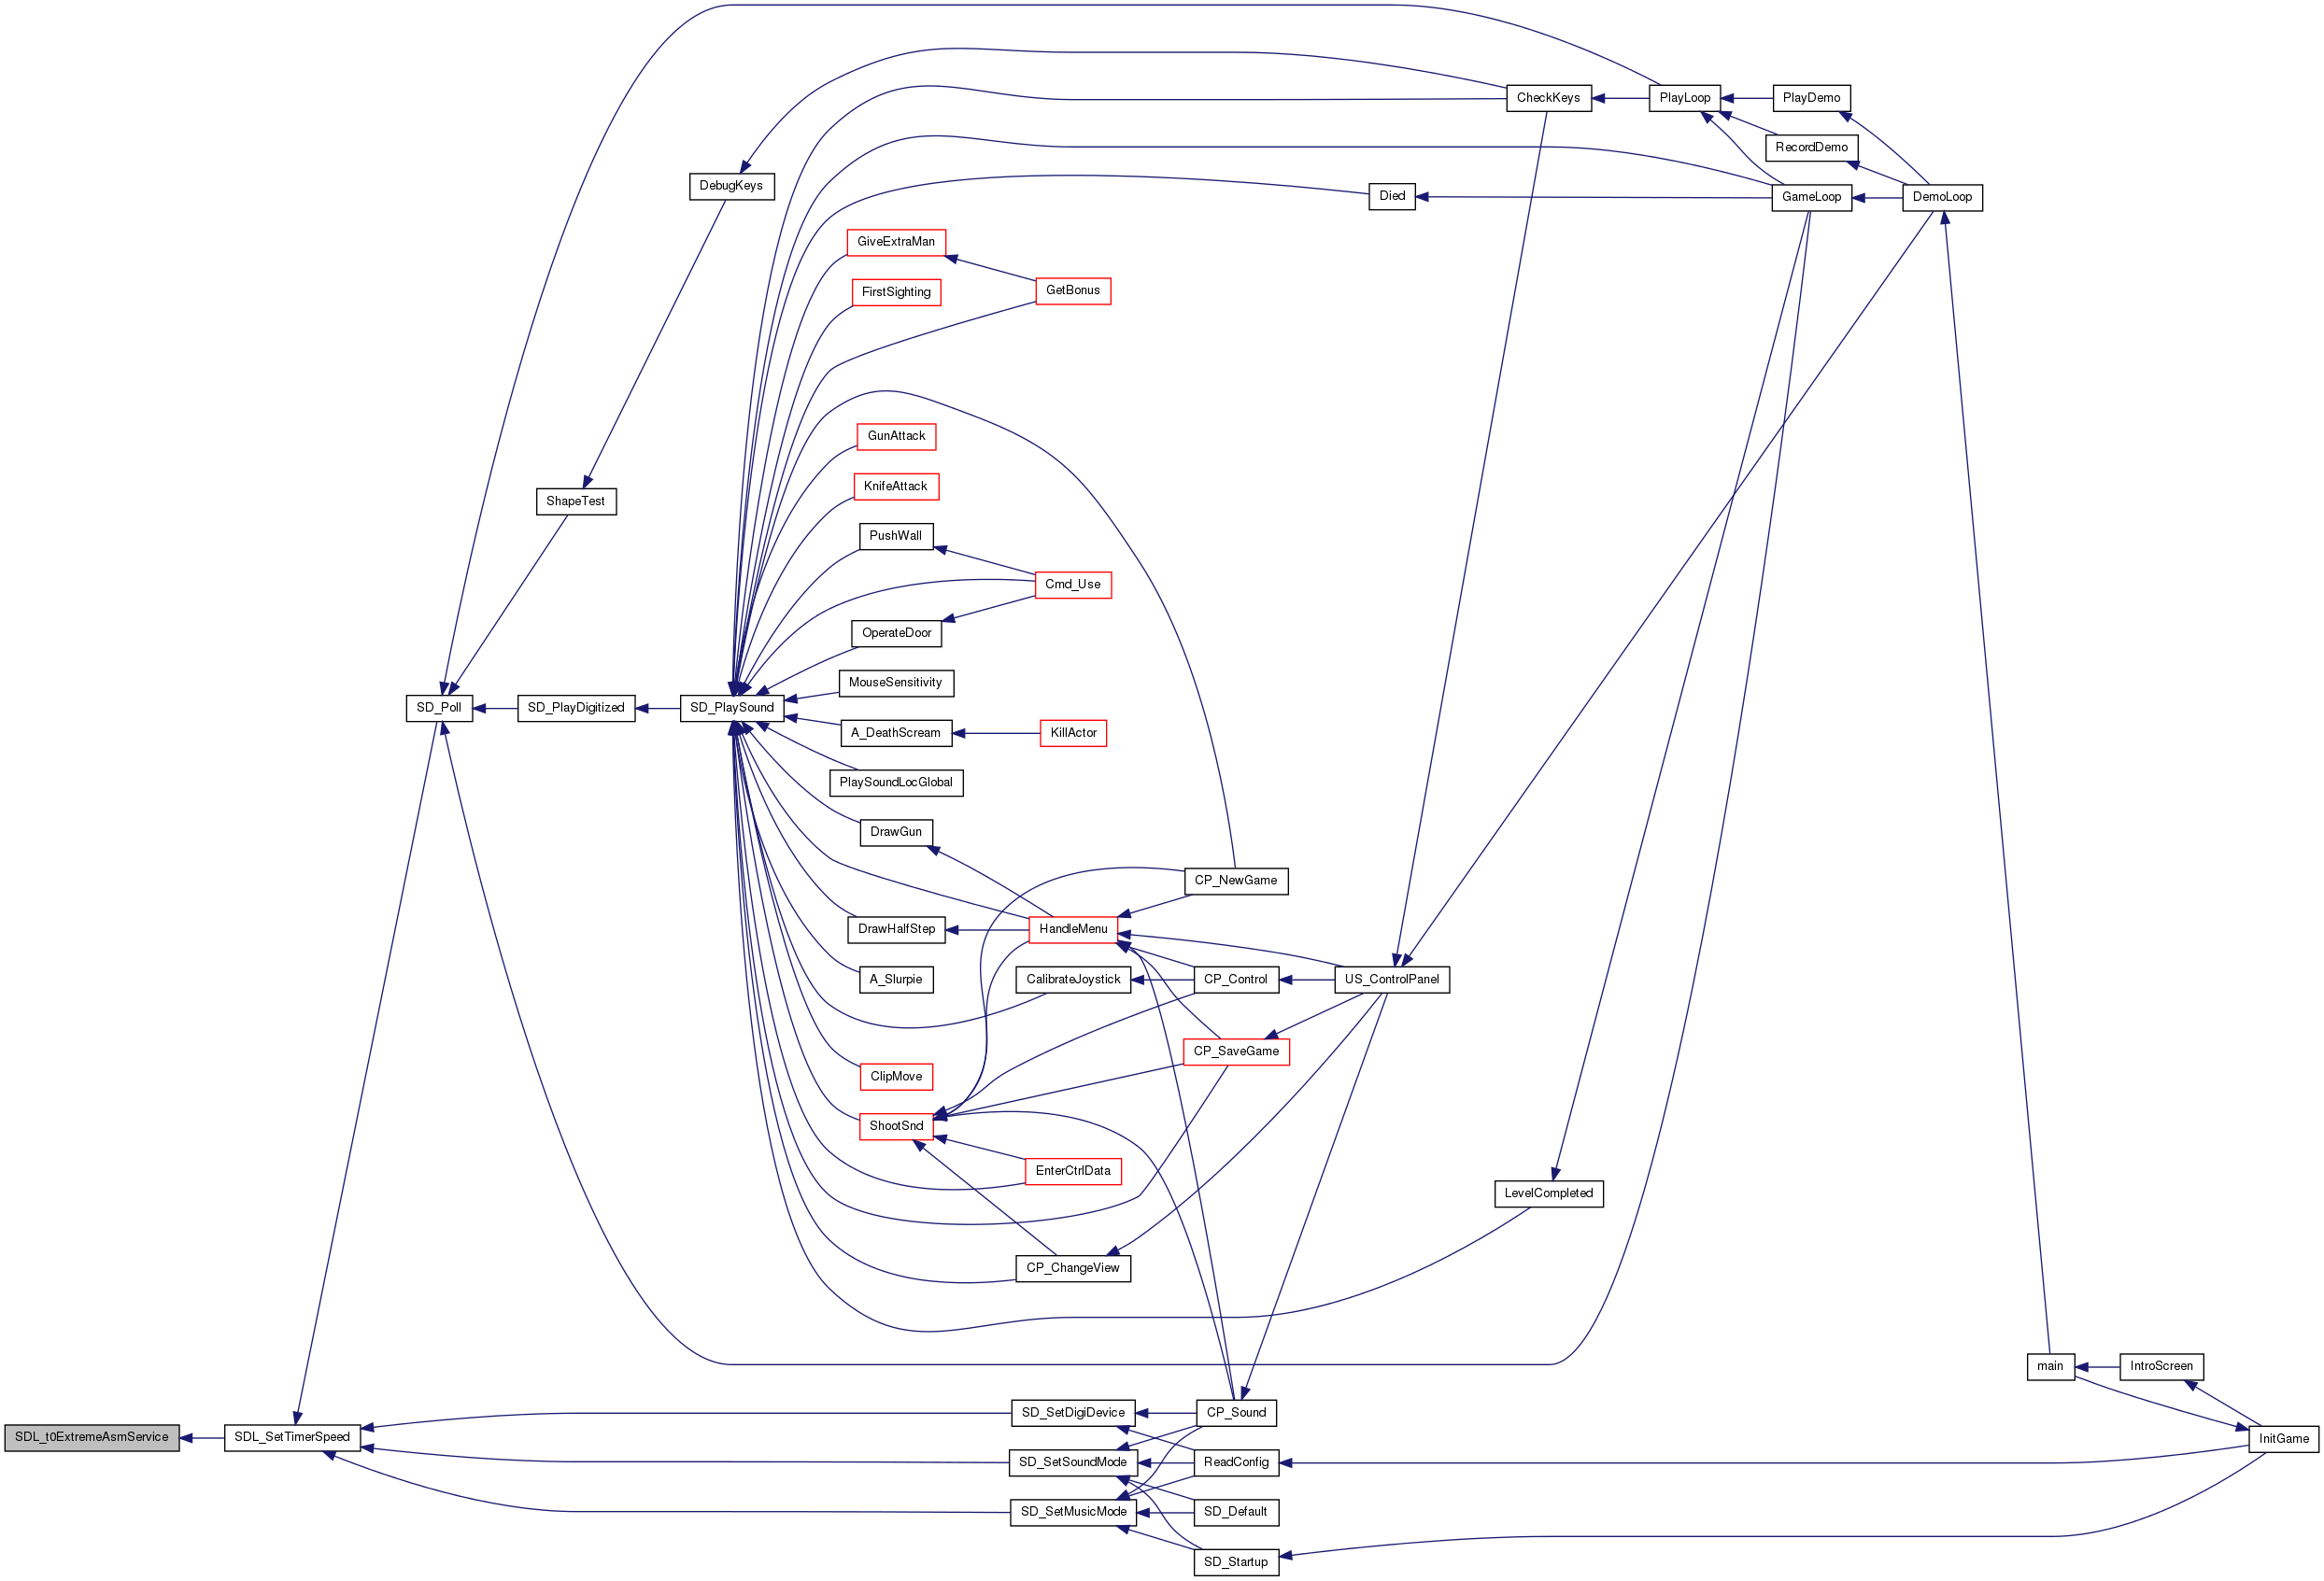 CheckKeys
PlayLoop
PlayDemo
RecordDemo
DebugKeys
Died
GameLoop
DemoLoop
GiveExtraMan
FirstSighting
GetBonus
GunAttack
KnifeAttack
ShapeTest
PushWall
Cmd_Use
OperateDoor
MouseSensitivity
SD_Poll
SD_PlayDigitized
SD_PlaySound
A_DeathScream
KillActor
PlaySoundLocGlobal
DrawGun
CP_NewGame
DrawHalfStep
HandleMenu
A_Slurpie
CalibrateJoystick
CP_Control
US_ControlPanel
CP_SaveGame
ClipMove
ShootSnd
EnterCtrlData
LevelCompleted
CP_ChangeView
main
IntroScreen
SD_SetDigiDevice
CP_Sound
SDL_t0ExtremeAsmService
SDL_SetTimerSpeed
InitGame
SD_SetSoundMode
ReadConfig
SD_SetMusicMode
SD_Default
SD_Startup